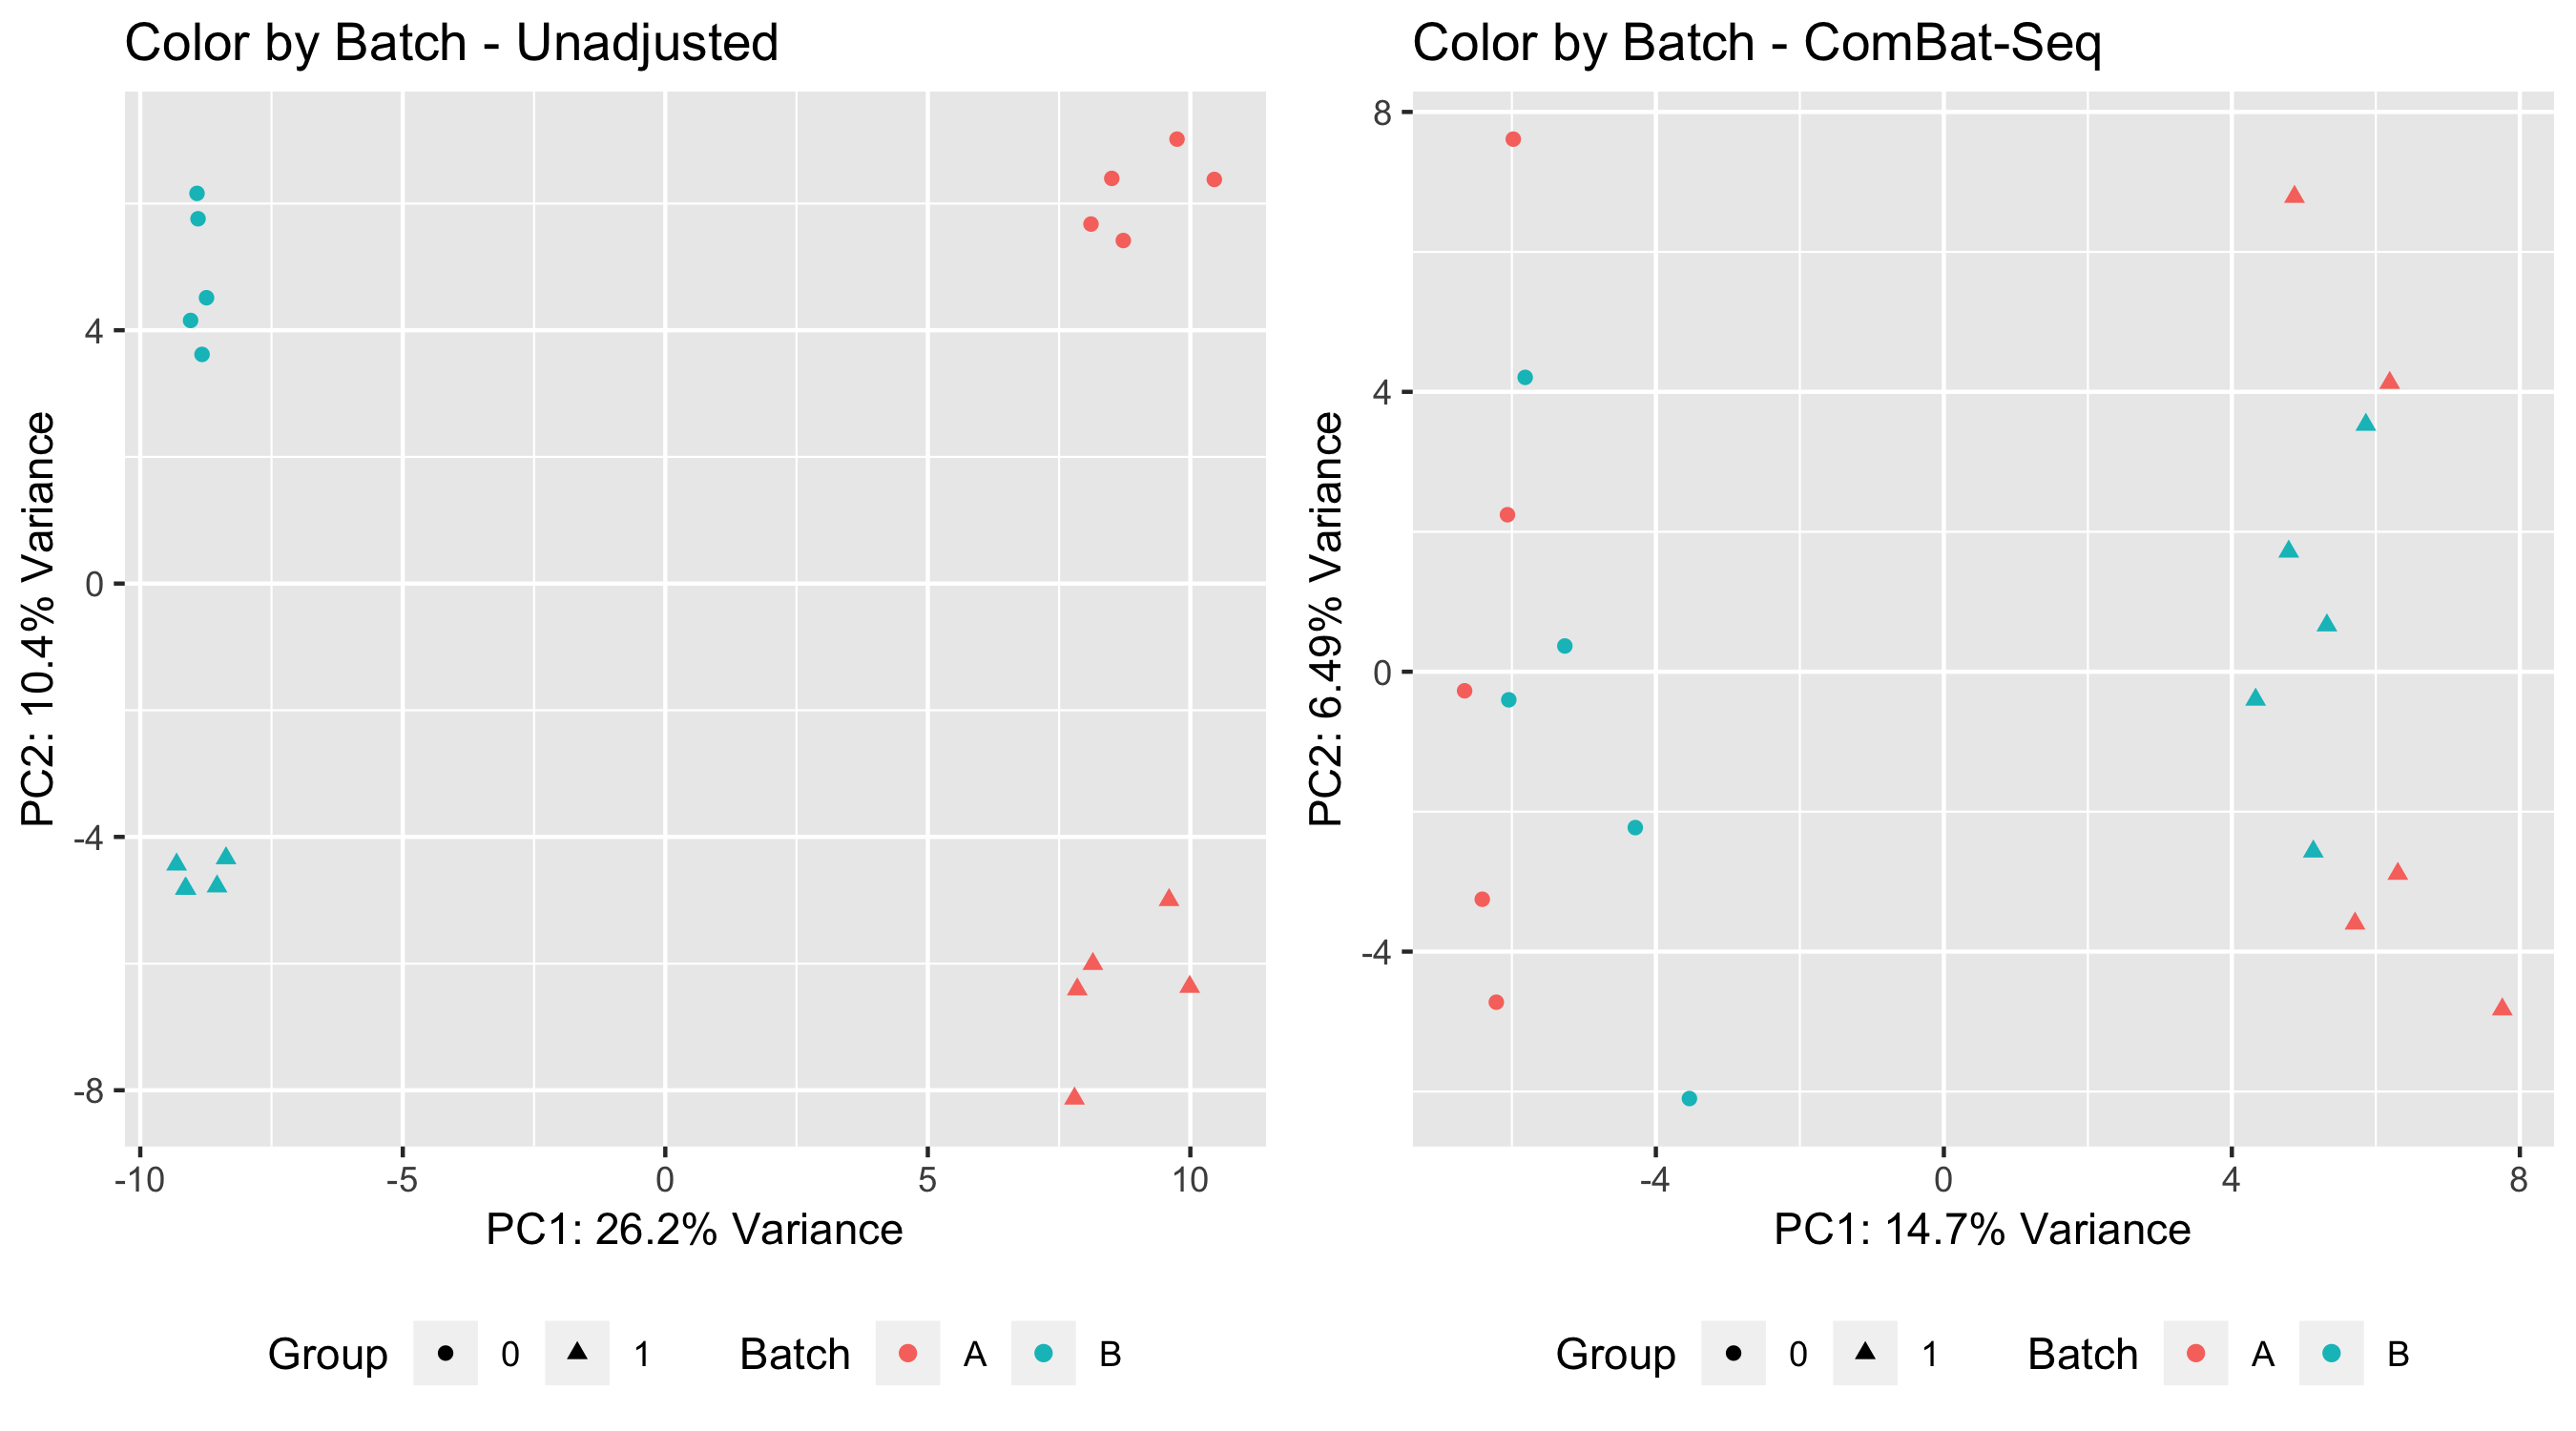 Color by Batch - Unadjusted
PC2: 10.4% Variance
4
0
-4
-8
-10 -5 0 5 10
PC1: 26.2% Variance
Group 0 1 Batch A B
Color by Batch - ComBat-Seq
PC2: 6.49% Variance
8
4
0
-4
-4 0 4 8
PC1: 14.7% Variance
Group 0 1 Batch A B